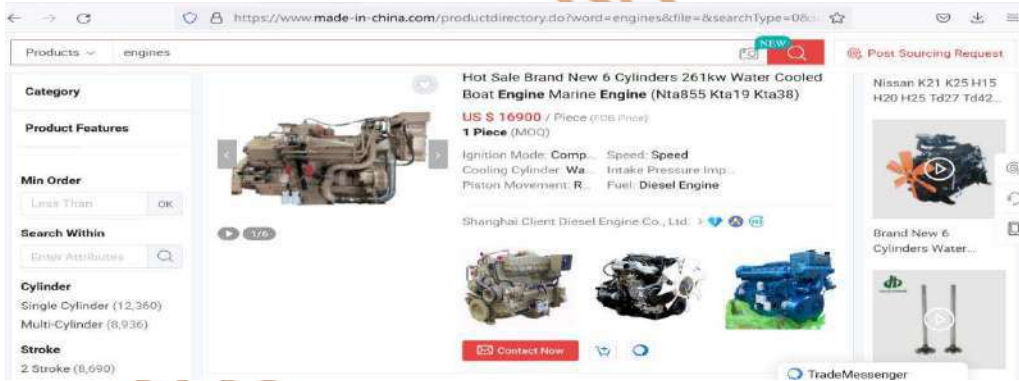 https://www.made-in-china.com/productdirectory.do?word=engines&file=&searchType=0&
Products engines NEW Post Sourcing Request
Category
Product Features
Min Order
Less Than OK
Search Within
Enter Attributes
Cylinder
Single Cylinder (12,360)
Multi-Cylinder (8,936)
Stroke
2 Stroke (8,690)
1/6
Hot Sale Brand New 6 Cylinders 261kw Water Cooled
Boat Engine Marine Engine (Nta855 Kta19 Kta38)
US $ 16900 / Piece (FOB Price)
1 Piece (MOQ)
Ignition Mode: Comp... Speed: Speed
Cooling Cylinder: Wa... Intake Pressure Imp...
Piston Movement: R... Fuel: Diesel Engine
Shanghai Client Diesel Engine Co., Ltd.
Contact Now
Nissan K21 K25 H15
H20 H25 Td27 Td42...
Brand New 6
Cylinders Water...
TradeMessenger